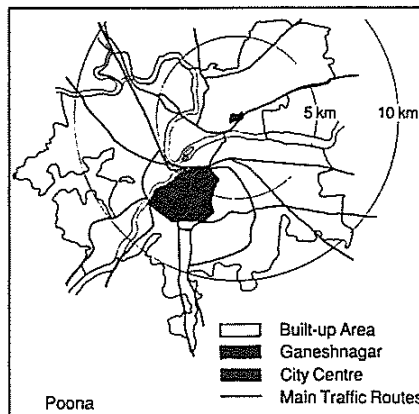 5 km
10 km
Built-up Area
Ganeshnagar
City Centre
Main Traffic Routes
Poona